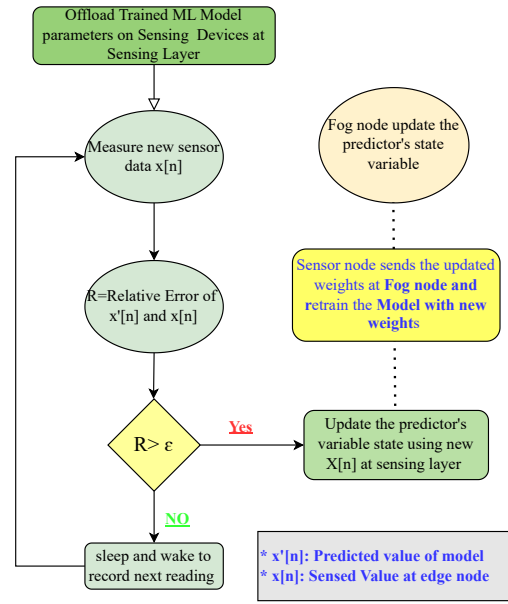 Offload Trained ML Model
parameters on Sensing Devices at
Sensing Layer
Measure new sensor
data x[n]
R=Relative Error of
x'[n] and x[n]
R> ε
Yes
NO
sleep and wake to
record next reading
Fog node update the
predictor's state
variable
Sensor node sends the updated
weights at Fog node and
retrain the Model with new
weights
Update the predictor's
variable state using new
X[n] at sensing layer
* x'[n]: Predicted value of model
* x[n]: Sensed Value at edge node